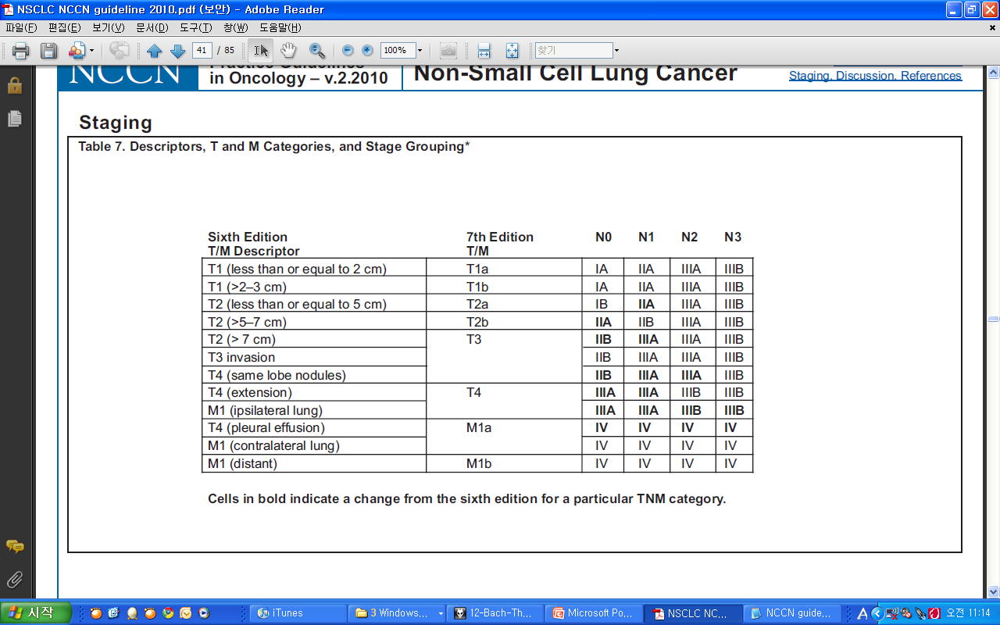 NSCLC NCCN guideline 2010.pdf (보안) - Adobe Reader
파일(F) 편집(E) 보기(V) 문서(D) 도구(T) 창(W) 도움말(H)
41 / 85 100% 찾기
NCCN Practice Guidelines in Oncology – v.2.2010 Non-Small Cell Lung Cancer
Staging, Discussion, References
Staging
Table 7. Descriptors, T and M Categories, and Stage Grouping*
Sixth Edition 7th Edition N0 N1 N2 N3
T/M Descriptor T/M
T1 (less than or equal to 2 cm) T1a IA IIA IIIA IIIB
T1 (>2–3 cm) T1b IA IIA IIIA IIIB
T2 (less than or equal to 5 cm) T2a IB IIA IIIA IIIB
T2 (>5–7 cm) T2b IIA IIB IIIA IIIB
T2 (> 7 cm) T3 IIB IIIA IIIA IIIB
T3 invasion IIB IIIA IIIA IIIB
T4 (same lobe nodules) IIB IIIA IIIA IIIB
T4 (extension) T4 IIIA IIIA IIIB IIIB
M1 (ipsilateral lung) IIIA IIIA IIIB IIIB
T4 (pleural effusion) M1a IV IV IV IV
M1 (contralateral lung) IV IV IV IV
M1 (distant) M1b IV IV IV IV
Cells in bold indicate a change from the sixth edition for a particular TNM category.
시작 iTunes 3 Windows... 12-Bach-Th... Microsoft Po... NSCLC NC... NCCN guide... A 오전 11:14